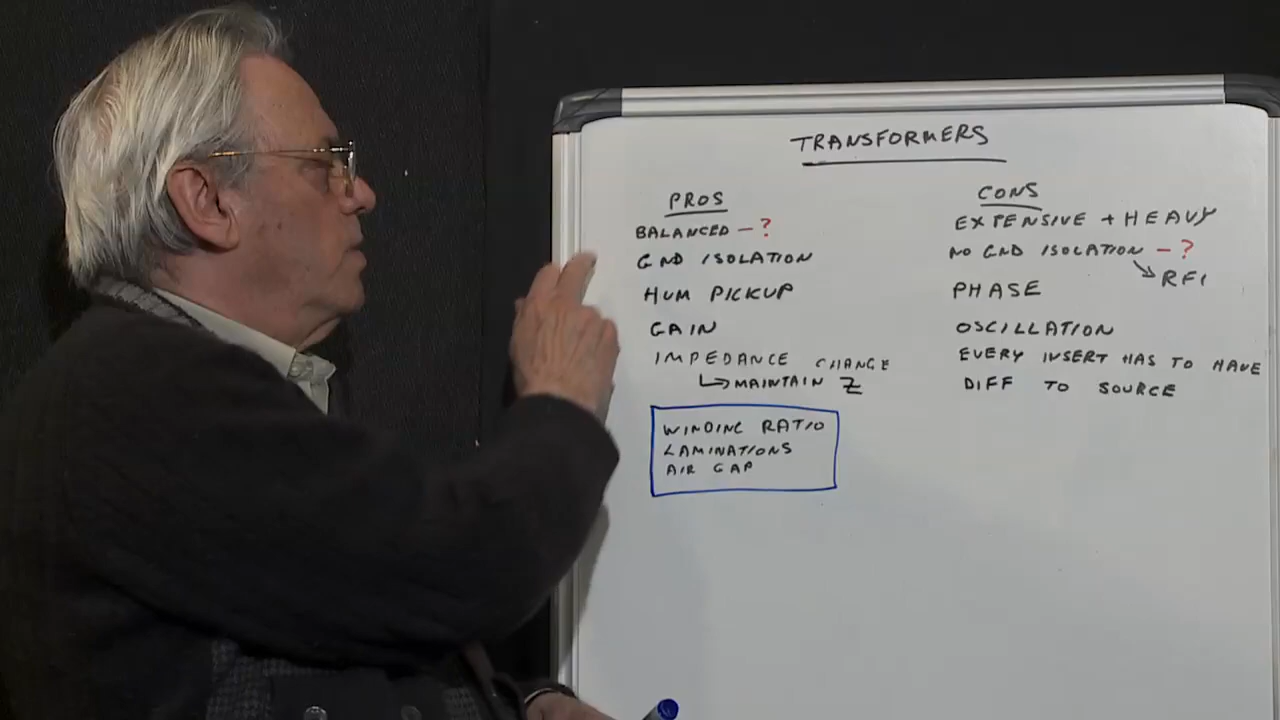 TRANSFORMERS
PROS
BALANCED - ?
GND ISOLATION
HUM PICKUP
GAIN
IMPEDANCE CHANGE
↳ MAINTAIN Z
WINDING RATIO
LAMINATIONS
AIR GAP
CONS
EXPENSIVE + HEAVY
NO GND ISOLATION - ?
↘ RFI
PHASE
OSCILLATION
EVERY INSERT HAS TO HAVE
DIFF TO SOURCE